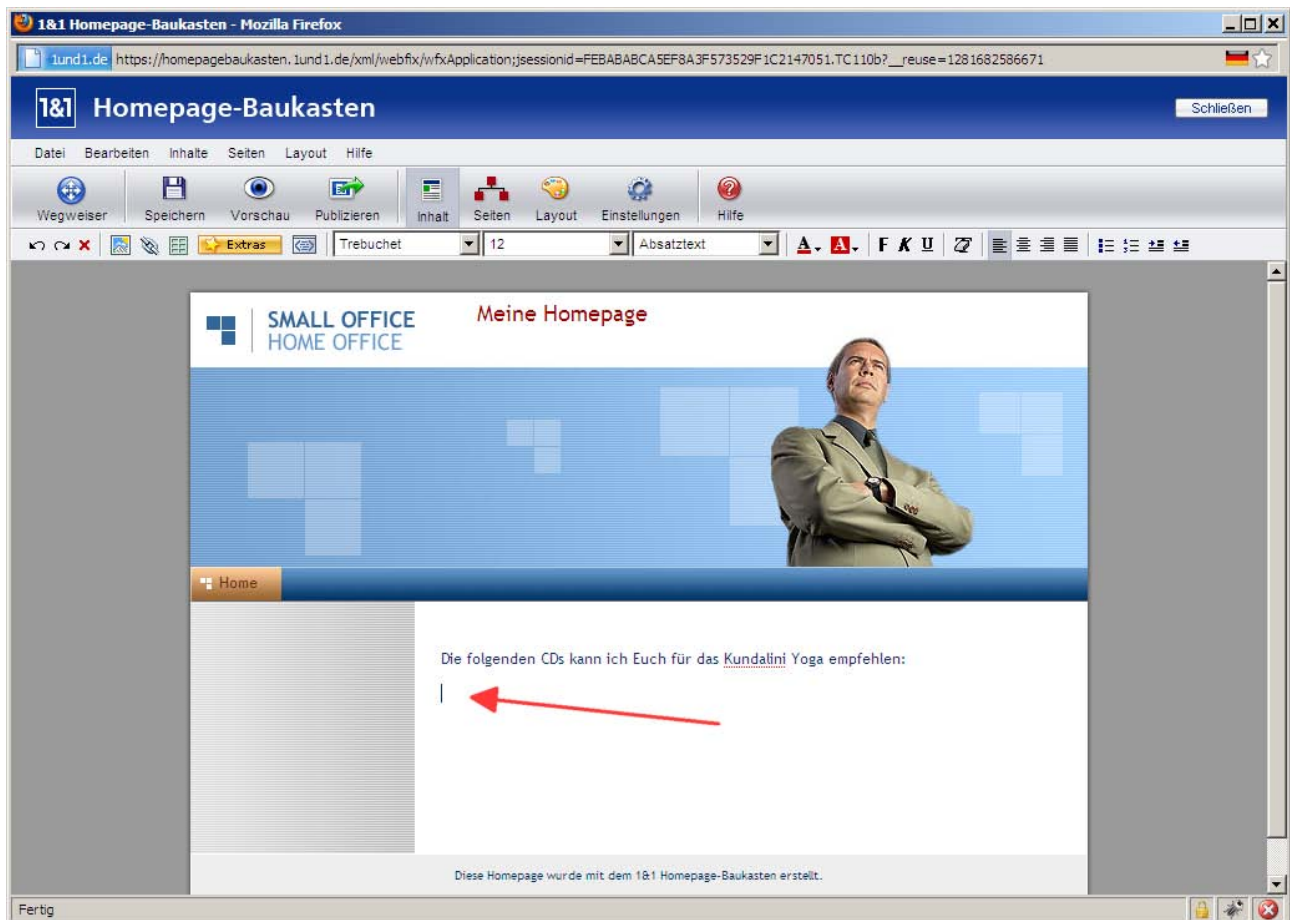 1&1 Homepage-Baukasten - Mozilla Firefox
1und1.de https://homepagebaukasten.1und1.de/xml/webfix/wfxApplication;jsessionid=FEBABABCA5EF8A3F573529F1C2147051.TC110b?__reuse=1281682586671
1&1 Homepage-Baukasten Schließen
Datei Bearbeiten Inhalte Seiten Layout Hilfe
Wegweiser Speichern Vorschau Publizieren Inhalt Seiten Layout Einstellungen Hilfe
Extras Trebuchet 12 Absatztext A A F K U
SMALL OFFICE Meine Homepage
HOME OFFICE
Home
Die folgenden CDs kann ich Euch für das Kundalini Yoga empfehlen:
Diese Homepage wurde mit dem 1&1 Homepage-Baukasten erstellt.
Fertig